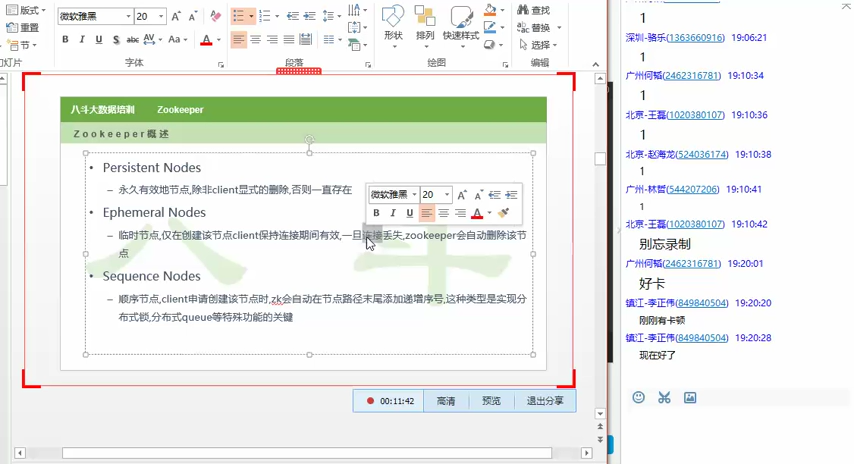 版式
重置
节
幻灯片
微软雅黑
20
B I U S abc AV Aa A
字体
段落
形状
排列
快速样式
绘图
查找
替换
选择
编辑
八斗大数据培训 Zookeeper
Zookeeper概述
• Persistent Nodes
– 永久有效地节点,除非client显式的删除,否则一直存在
• Ephemeral Nodes
– 临时节点,仅在创建该节点client保持连接期间有效,一旦连接丢失,zookeeper会自动删除该节
点
• Sequence Nodes
– 顺序节点,client申请创建该节点时,zk会自动在节点路径末尾添加递增序号,这种类型是实现分
布式锁,分布式queue等特殊功能的关键
微软雅黑 20
B I U A
八斗
00:11:42 高清 预览 退出分享
1
深圳-骆乐(1363660916) 19:06:21
1
广州何韬(2462316781) 19:10:34
1
北京-王磊(1020380107) 19:10:36
1
北京-赵海龙(524036174) 19:10:38
1
广州-林哲(544207206) 19:10:41
1
北京-王磊(1020380107) 19:10:42
别忘录制
广州何韬(2462316781) 19:20:01
好卡
镇江-李正伟(849840504) 19:20:20
刚刚有卡顿
镇江-李正伟(849840504) 19:20:28
现在好了